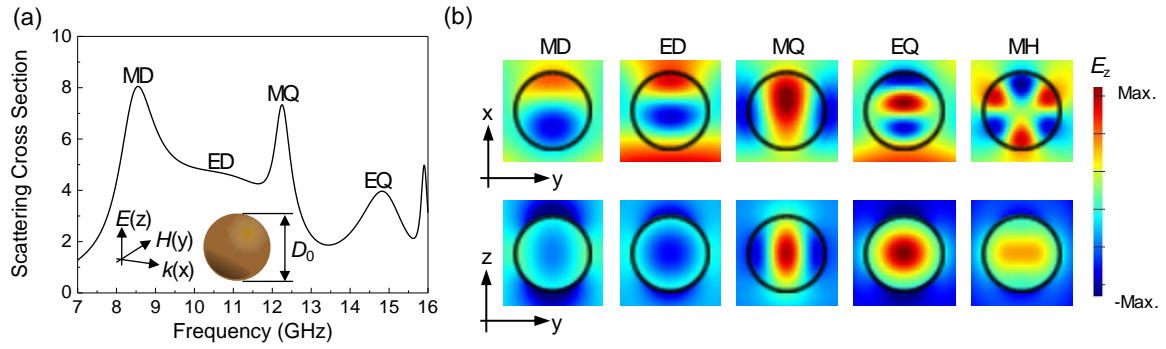 (a)
10
8
6
4
2
0
Scattering Cross Section
MD
ED
MQ
EQ
E(z)
H(y)
k(x)
D0
7 8 9 10 11 12 13 14 15 16
Frequency (GHz)
(b)
MD ED MQ EQ MH
x
y
z
y
Ez
Max.
-Max.